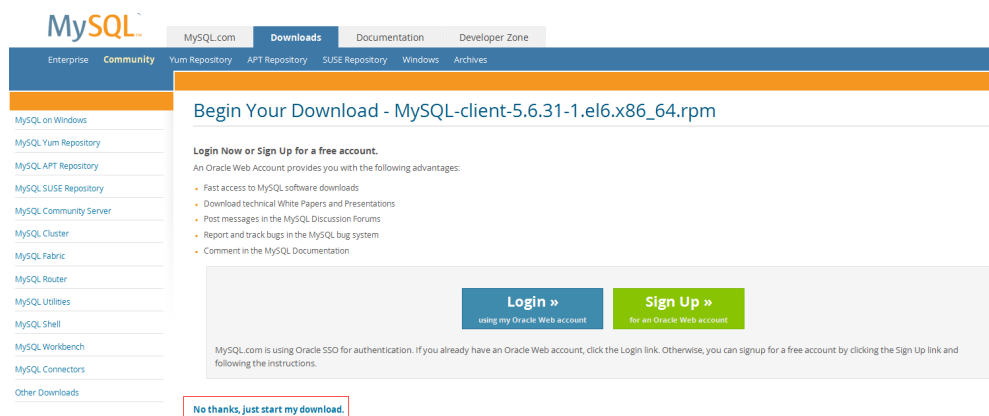 MySQL
MySQL.com Downloads Documentation Developer Zone
Enterprise Community Yum Repository APT Repository SUSE Repository Windows Archives
MySQL on Windows
MySQL Yum Repository
MySQL APT Repository
MySQL SUSE Repository
MySQL Community Server
MySQL Cluster
MySQL Fabric
MySQL Router
MySQL Utilities
MySQL Shell
MySQL Workbench
MySQL Connectors
Other Downloads
Begin Your Download - MySQL-client-5.6.31-1.el6.x86_64.rpm
Login Now or Sign Up for a free account.
An Oracle Web Account provides you with the following advantages:
• Fast access to MySQL software downloads
• Download technical White Papers and Presentations
• Post messages in the MySQL Discussion Forums
• Report and track bugs in the MySQL bug system
• Comment in the MySQL Documentation
Login »
using my Oracle Web account
Sign Up »
for an Oracle Web account
MySQL.com is using Oracle SSO for authentication. If you already have an Oracle Web account, click the Login link. Otherwise, you can signup for a free account by clicking the Sign Up link and
following the instructions.
No thanks, just start my download.